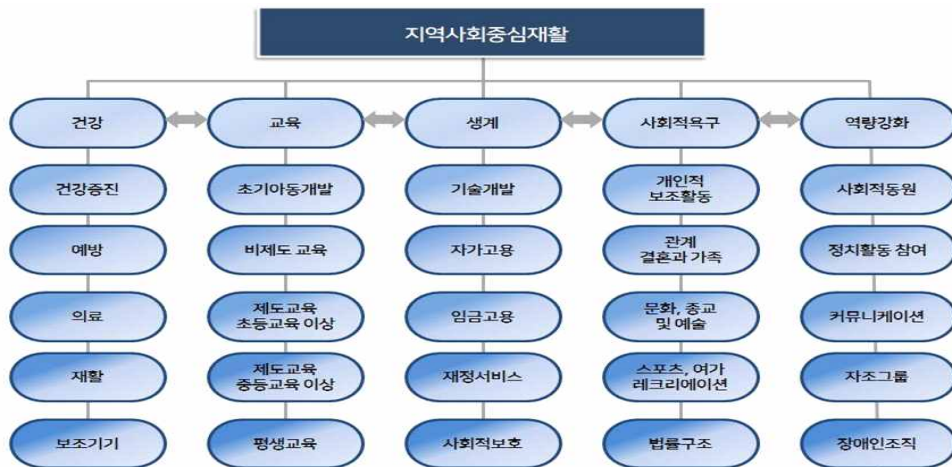 지역사회중심재활
건강
교육
생계
사회적욕구
역량강화
건강증진
초기아동개발
기술개발
개인적
보조활동
사회적동원
예방
비제도 교육
자가고용
관계
결혼과 가족
정치활동 참여
의료
제도교육
초등교육 이상
임금고용
문화, 종교
및 예술
커뮤니케이션
재활
제도교육
중등교육 이상
재정서비스
스포츠, 여가
레크리에이션
자조그룹
보조기기
평생교육
사회적보호
법률구조
장애인조직